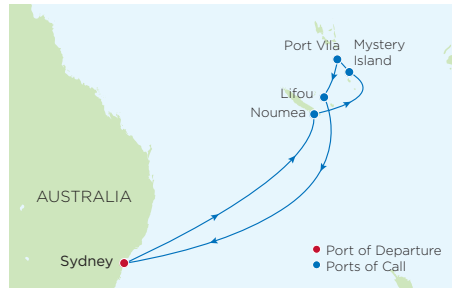 Port Vila
Mystery
Island
Lifou
Noumea
AUSTRALIA
Sydney
Port of Departure
Ports of Call